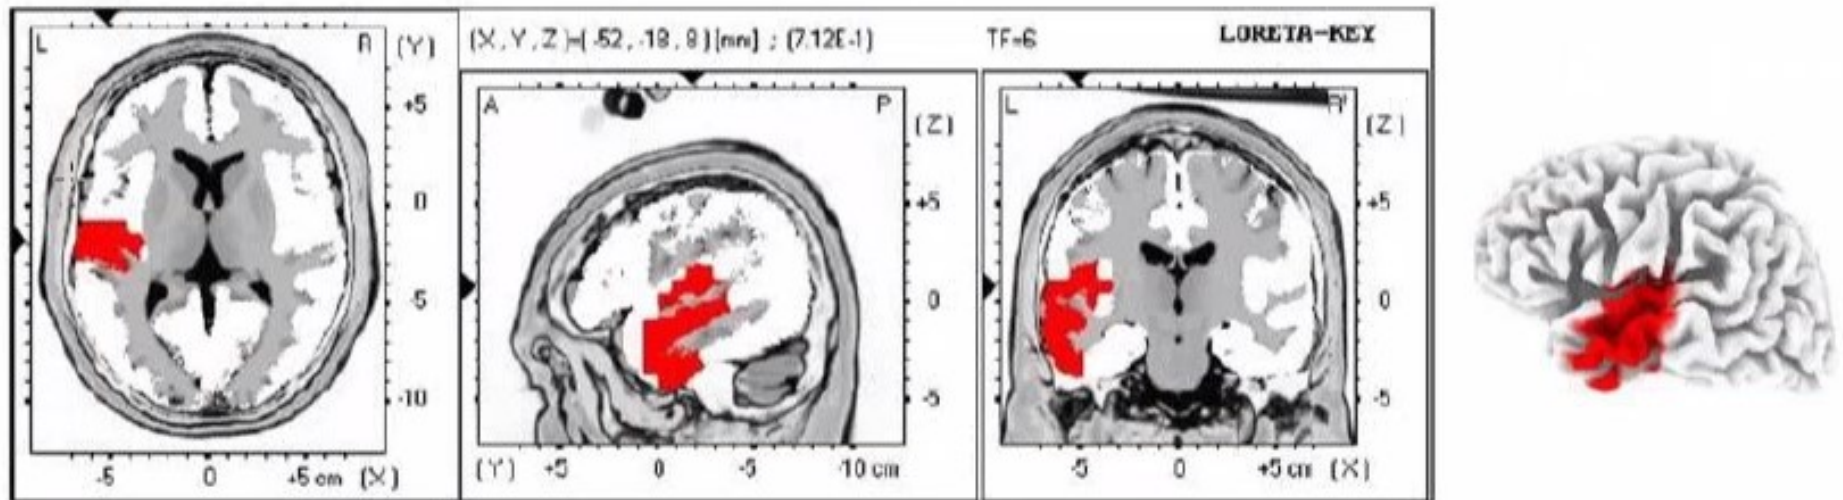 L R (Y) (X,Y,Z)=(-52,-18,8)[mm] ; (7.12E-1) TF=6 LORETA-KEY
A P (Z)
L R (Z)
+5
0
-5
-10
+5
0
-5
+5
0
-5
-5 0 +5 cm (X)
(Y) +5 0 -5 -10 cm
-5 0 +5 cm (X)